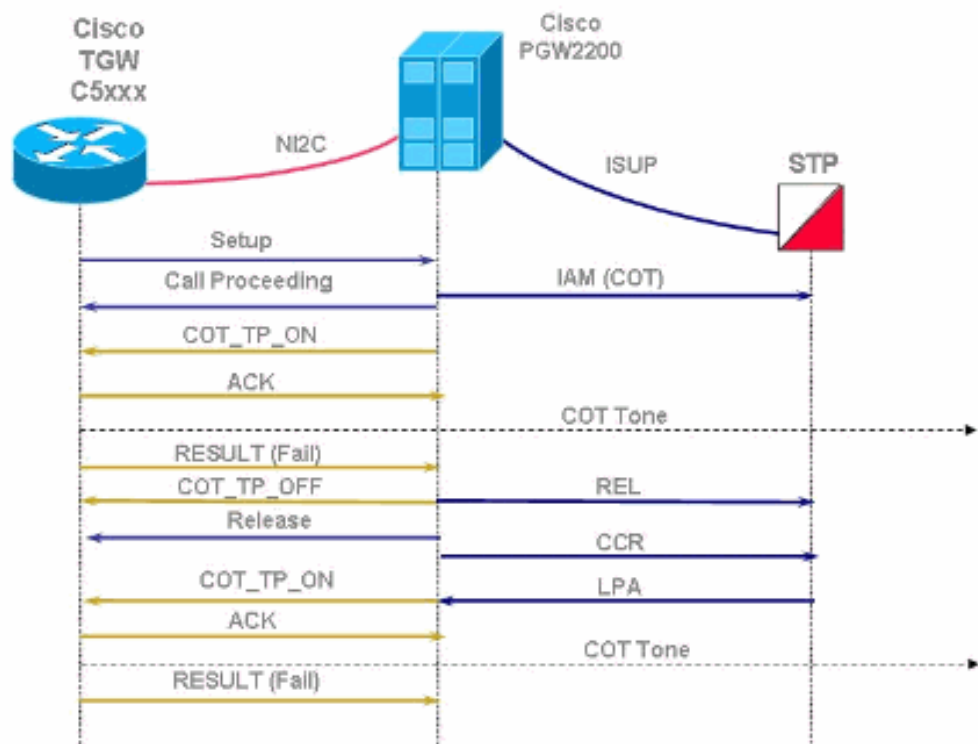 Cisco
TGW
C5xxx
Cisco
PGW2200
NI2C
ISUP
STP
Setup
Call Proceeding
IAM (COT)
COT_TP_ON
ACK
COT Tone
RESULT (Fail)
COT_TP_OFF
REL
Release
CCR
COT_TP_ON
LPA
ACK
COT Tone
RESULT (Fail)